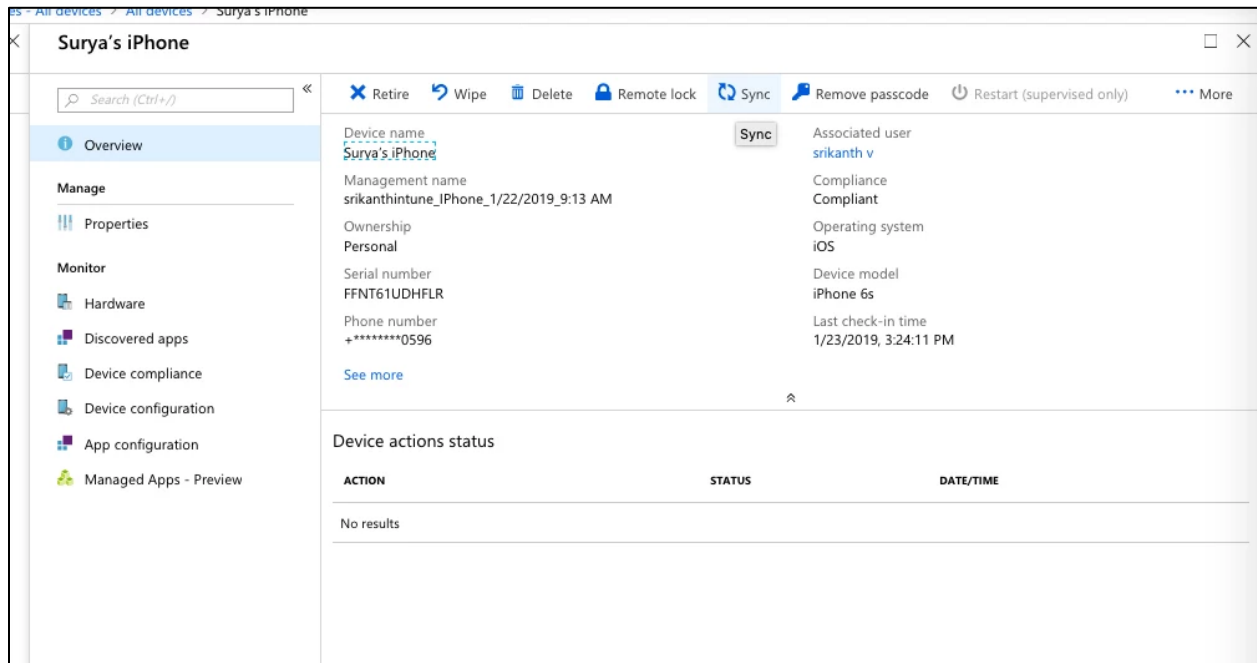 es - All devices > All devices > Surya's iPhone
Surya's iPhone
Search (Ctrl+/)
«
Overview
Manage
Properties
Monitor
Hardware
Discovered apps
Device compliance
Device configuration
App configuration
Managed Apps - Preview
Retire Wipe Delete Remote lock Sync Remove passcode Restart (supervised only) ••• More
Sync
Device name
Surya's iPhone
Management name
srikanthintune_IPhone_1/22/2019_9:13 AM
Ownership
Personal
Serial number
FFNT61UDHFLR
Phone number
+********0596
See more
Associated user
srikanth v
Compliance
Compliant
Operating system
iOS
Device model
iPhone 6s
Last check-in time
1/23/2019, 3:24:11 PM
Device actions status
ACTION STATUS DATE/TIME
No results